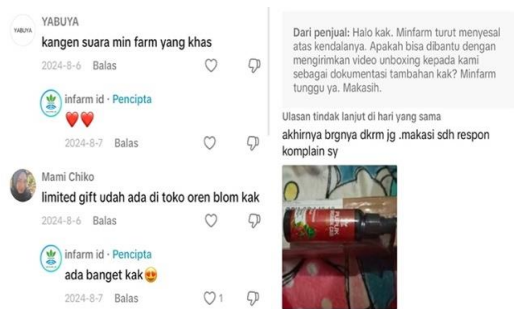 YABUYA
YABUYA
kangen suara min farm yang khas
2024-8-6 Balas
infarm id · Pencipta
❤️❤️
2024-8-7 Balas
Mami Chiko
limited gift udah ada di toko oren blom kak
2024-8-6 Balas
infarm id · Pencipta
ada banget kak😍
2024-8-7 Balas
1
Dari penjual: Halo kak. Minfarm turut menyesal
atas kendalanya. Apakah bisa dibantu dengan
mengirimkan video unboxing kepada kami
sebagai dokumentasi tambahan kak? Minfarm
tunggu ya. Makasih.
Ulasan tindak lanjut di hari yang sama
akhirnya brgnya dkrm jg .makasi sdh respon
komplain sy
PUPUK